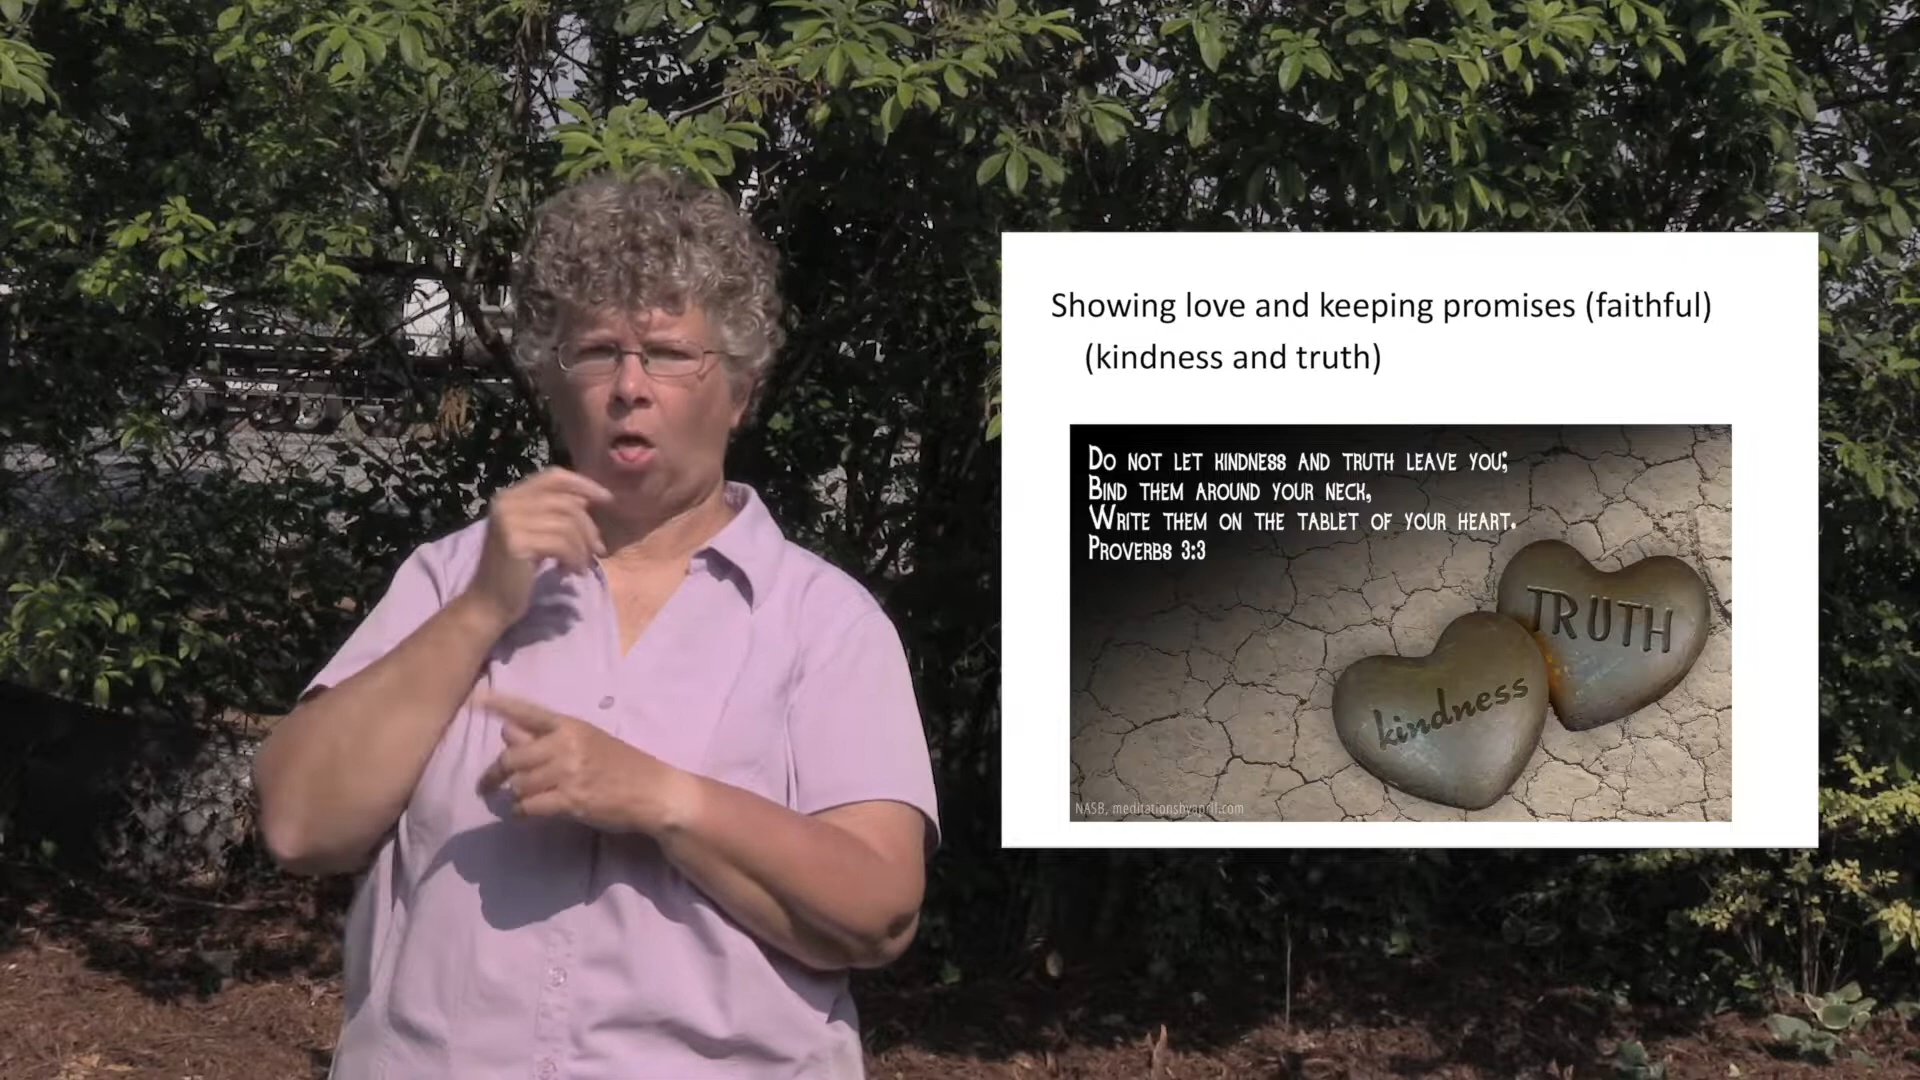 Showing love and keeping promises (faithful)
(kindness and truth)
Do not let kindness and truth leave you;
Bind them around your neck,
Write them on the tablet of your heart.
Proverbs 3:3
TRUTH
kindness
NASB, meditationsbyapril.com